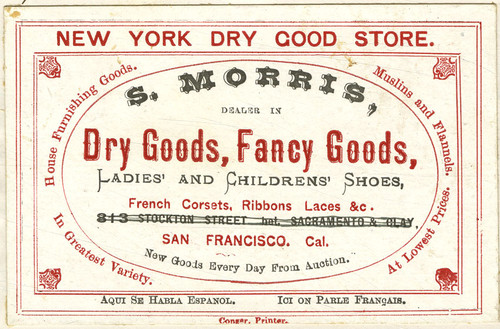 NEW YORK DRY GOOD STORE.
House Furnishing Goods.
Muslins and Flannels.
S. MORRIS,
DEALER IN
Dry Goods, Fancy Goods,
LADIES' AND CHILDRENS' SHOES,
French Corsets, Ribbons Laces &c.
813 STOCKTON STREET bet. SACRAMENTO & CLAY,
SAN FRANCISCO. Cal.
New Goods Every Day From Auction.
In Greatest Variety.
At Lowest Prices.
AQUI SE HABLA ESPANOL. ICI ON PARLE FRANÇAIS.
Conser. Printer.